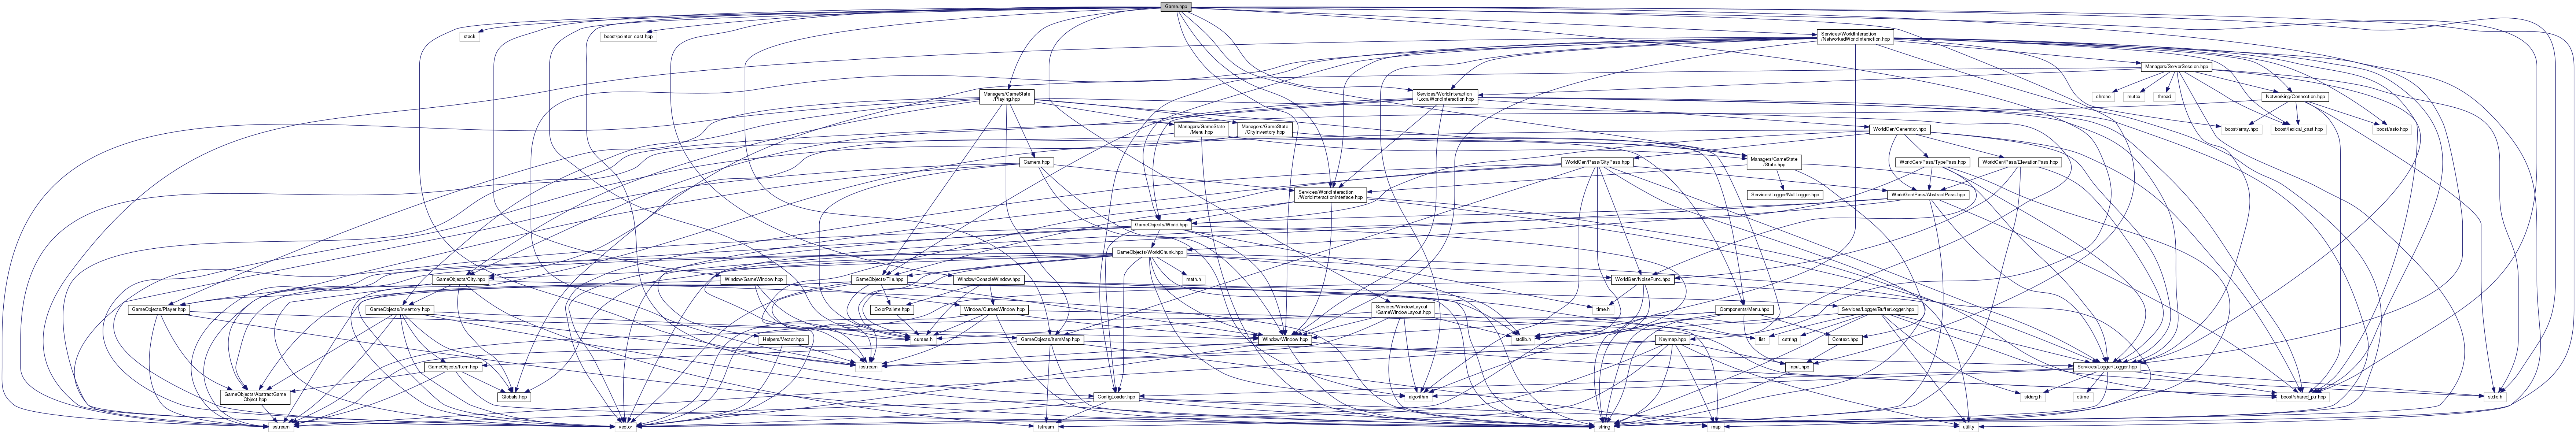 Game.hpp
stack
boost/pointer_cast.hpp
Services/WorldInteraction
/NetworkedWorldInteraction.hpp
Managers/ServerSession.hpp
Managers/GameState
/Playing.hpp
Services/WorldInteraction
/LocalWorldInteraction.hpp
chrono
mutex
thread
Networking/Connection.hpp
Managers/GameState
/Menu.hpp
Managers/GameState
/CityInventory.hpp
WorldGen/Generator.hpp
boost/array.hpp
boost/lexical_cast.hpp
boost/asio.hpp
Camera.hpp
WorldGen/Pass/CityPass.hpp
Managers/GameState
/State.hpp
WorldGen/Pass/TypePass.hpp
WorldGen/Pass/ElevationPass.hpp
Services/WorldInteraction
/WorldInteractionInterface.hpp
Services/Logger/NullLogger.hpp
WorldGen/Pass/AbstractPass.hpp
GameObjects/World.hpp
GameObjects/WorldChunk.hpp
GameObjects/City.hpp
Window/GameWindow.hpp
GameObjects/Tile.hpp
Window/ConsoleWindow.hpp
math.h
WorldGen/NoiseFunc.hpp
GameObjects/Player.hpp
GameObjects/Inventory.hpp
ColorPallete.hpp
Window/CursesWindow.hpp
Services/WindowLayout
/GameWindowLayout.hpp
time.h
Components/Menu.hpp
Services/Logger/BufferLogger.hpp
Helpers/Vector.hpp
curses.h
GameObjects/ItemMap.hpp
Window/Window.hpp
stdlib.h
Keymap.hpp
list
cstring
Context.hpp
GameObjects/Item.hpp
iostream
Input.hpp
Services/Logger/Logger.hpp
GameObjects/AbstractGame
Object.hpp
Globals.hpp
ConfigLoader.hpp
algorithm
stdarg.h
ctime
boost/shared_ptr.hpp
stdio.h
sstream
vector
fstream
string
map
utility